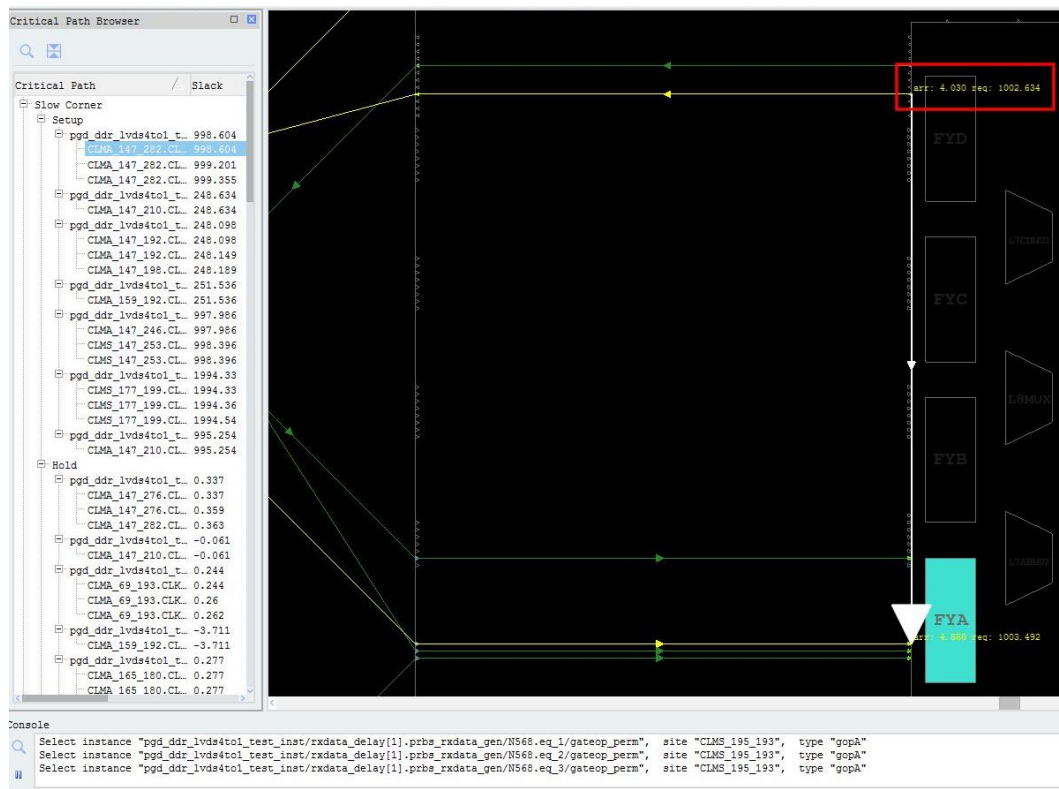 Critical Path Browser
Critical Path / Slack
Slow Corner
Setup
pgd_ddr_lvds4to1_t… 998.604
CLMA_147_282.CL… 998.604
CLMA_147_282.CL… 999.201
CLMA_147_282.CL… 999.355
pgd_ddr_lvds4to1_t… 248.634
CLMA_147_210.CL… 248.634
pgd_ddr_lvds4to1_t… 248.098
CLMA_147_192.CL… 248.098
CLMA_147_192.CL… 248.149
CLMA_147_198.CL… 248.189
pgd_ddr_lvds4to1_t… 251.536
CLMA_159_192.CL… 251.536
pgd_ddr_lvds4to1_t… 997.986
CLMA_147_246.CL… 997.986
CLMS_147_253.CL… 998.396
CLMS_147_253.CL… 998.396
pgd_ddr_lvds4to1_t… 1994.33
CLMS_177_199.CL… 1994.33
CLMS_177_199.CL… 1994.36
CLMS_177_199.CL… 1994.54
pgd_ddr_lvds4to1_t… 995.254
CLMA_147_210.CL… 995.254
Hold
pgd_ddr_lvds4to1_t… 0.337
CLMA_147_276.CL… 0.337
CLMA_147_276.CL… 0.359
CLMA_147_282.CL… 0.363
pgd_ddr_lvds4to1_t… -0.061
CLMA_147_210.CL… -0.061
pgd_ddr_lvds4to1_t… 0.244
CLMA_69_193.CLK… 0.244
CLMA_69_193.CLK… 0.26
CLMA_69_193.CLK… 0.262
pgd_ddr_lvds4to1_t… -3.711
CLMA_159_192.CL… -3.711
pgd_ddr_lvds4to1_t… 0.277
CLMA_165_180.CL… 0.277
CLMA_165_180.CL… 0.277
arr: 4.030 req: 1002.634
FYD
L7CDMUX
FYC
L8MUX
FYB
L7ABMUX
FYA
arr: 4.888 req: 1003.492
Console
Select instance "pgd_ddr_lvds4to1_test_inst/rxdata_delay[1].prbs_rxdata_gen/N568.eq_1/gateop_perm", site "CLMS_195_193", type "gopA"
Select instance "pgd_ddr_lvds4to1_test_inst/rxdata_delay[1].prbs_rxdata_gen/N568.eq_2/gateop_perm", site "CLMS_195_193", type "gopA"
Select instance "pgd_ddr_lvds4to1_test_inst/rxdata_delay[1].prbs_rxdata_gen/N568.eq_3/gateop_perm", site "CLMS_195_193", type "gopA"